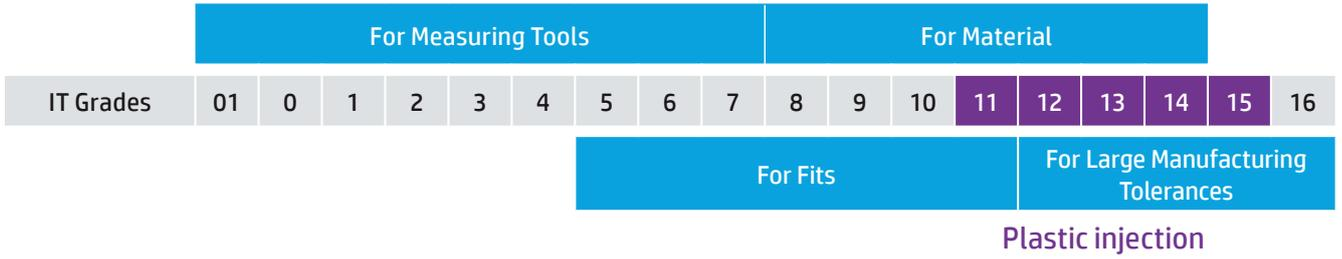 For Measuring Tools For Material
IT Grades 01 0 1 2 3 4 5 6 7 8 9 10 11 12 13 14 15 16
For Fits For Large Manufacturing
Tolerances
Plastic injection